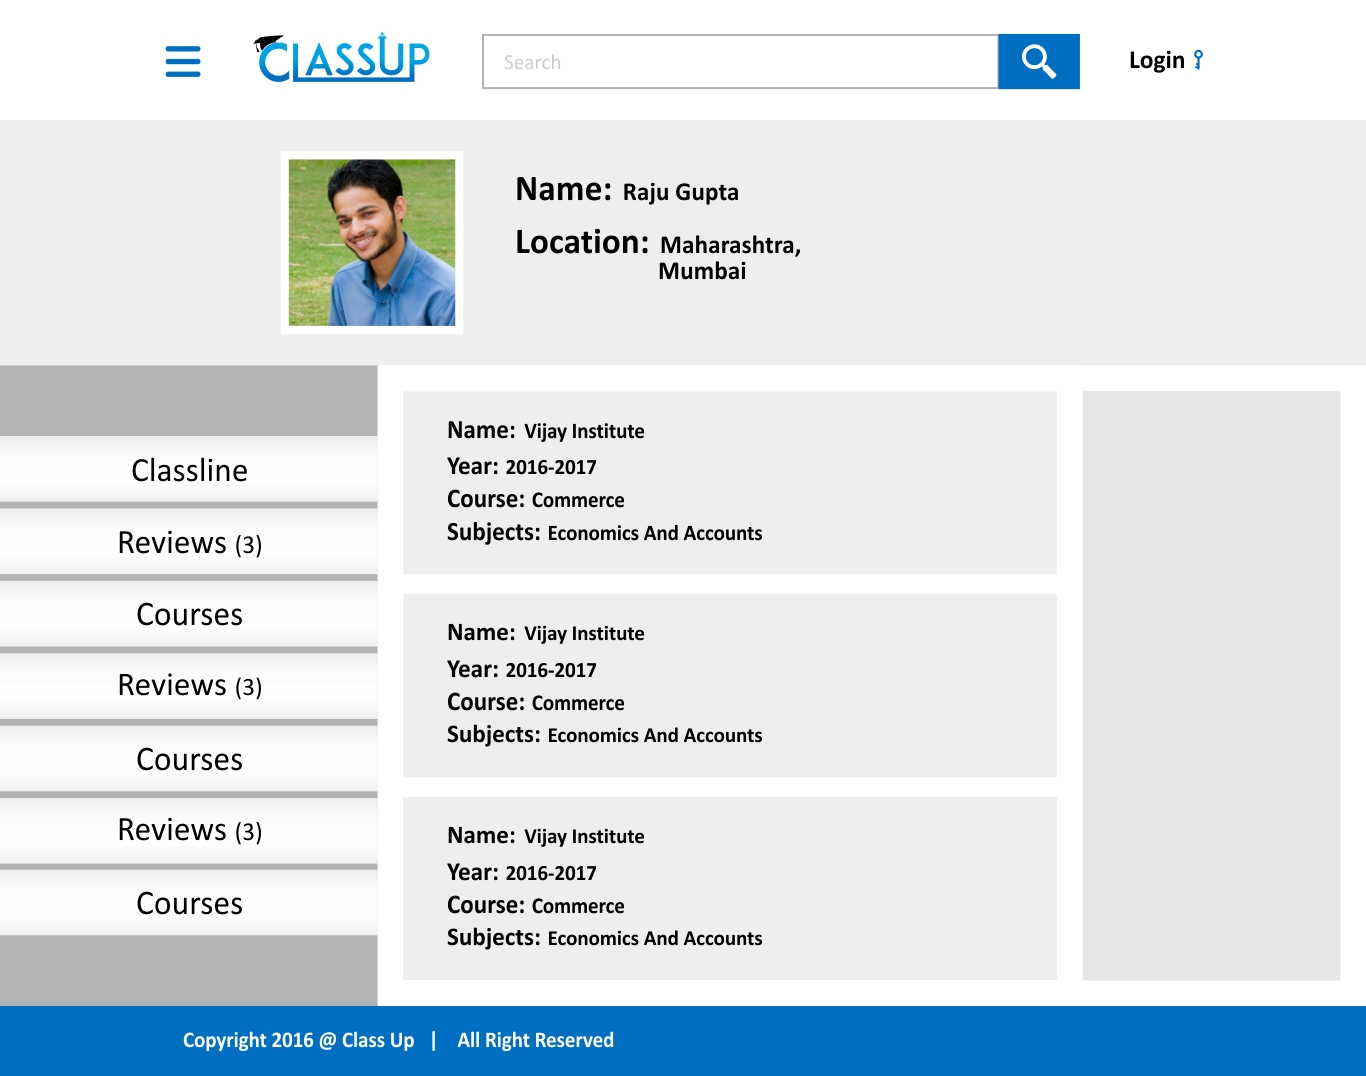 CLASSUP
Search
Login
Name: Raju Gupta
Location: Maharashtra,
Mumbai
Classline
Reviews (3)
Courses
Reviews (3)
Courses
Reviews (3)
Courses
Name: Vijay Institute
Year: 2016-2017
Course: Commerce
Subjects: Economics And Accounts
Name: Vijay Institute
Year: 2016-2017
Course: Commerce
Subjects: Economics And Accounts
Name: Vijay Institute
Year: 2016-2017
Course: Commerce
Subjects: Economics And Accounts
Copyright 2016 @ Class Up | All Right Reserved